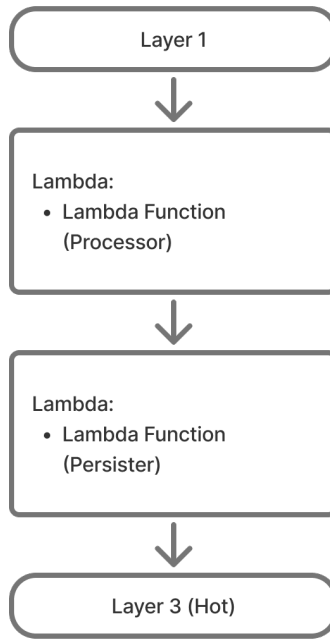 Layer 1
Lambda:
• Lambda Function
(Processor)
Lambda:
• Lambda Function
(Persister)
Layer 3 (Hot)